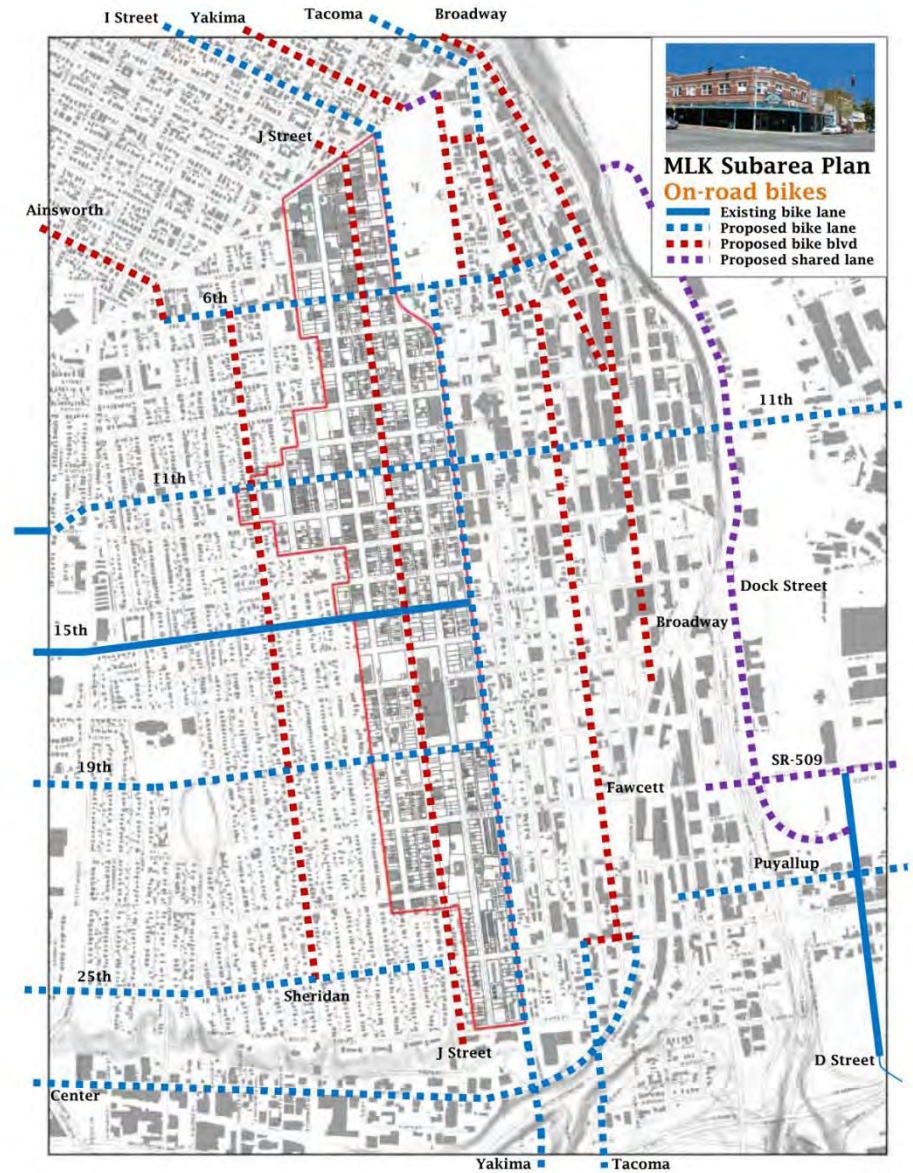 I Street
Yakima
Tacoma
Broadway
J Street
MLK Subarea Plan
On-road bikes
Existing bike lane
Proposed bike lane
Proposed bike blvd
Proposed shared lane
Ainsworth
6th
11th
11th
Dock Street
15th
Broadway
19th
SR-509
Fawcett
Puyallup
25th
Sheridan
J Street
D Street
Center
Yakima
Tacoma